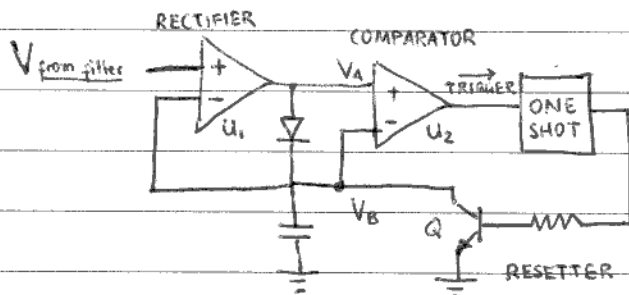 RECTIFIER
COMPARATOR
V from filter
+
-
U1
VA
+
-
U2
TRIGGER
ONE
SHOT
VB
Q
RESETTER